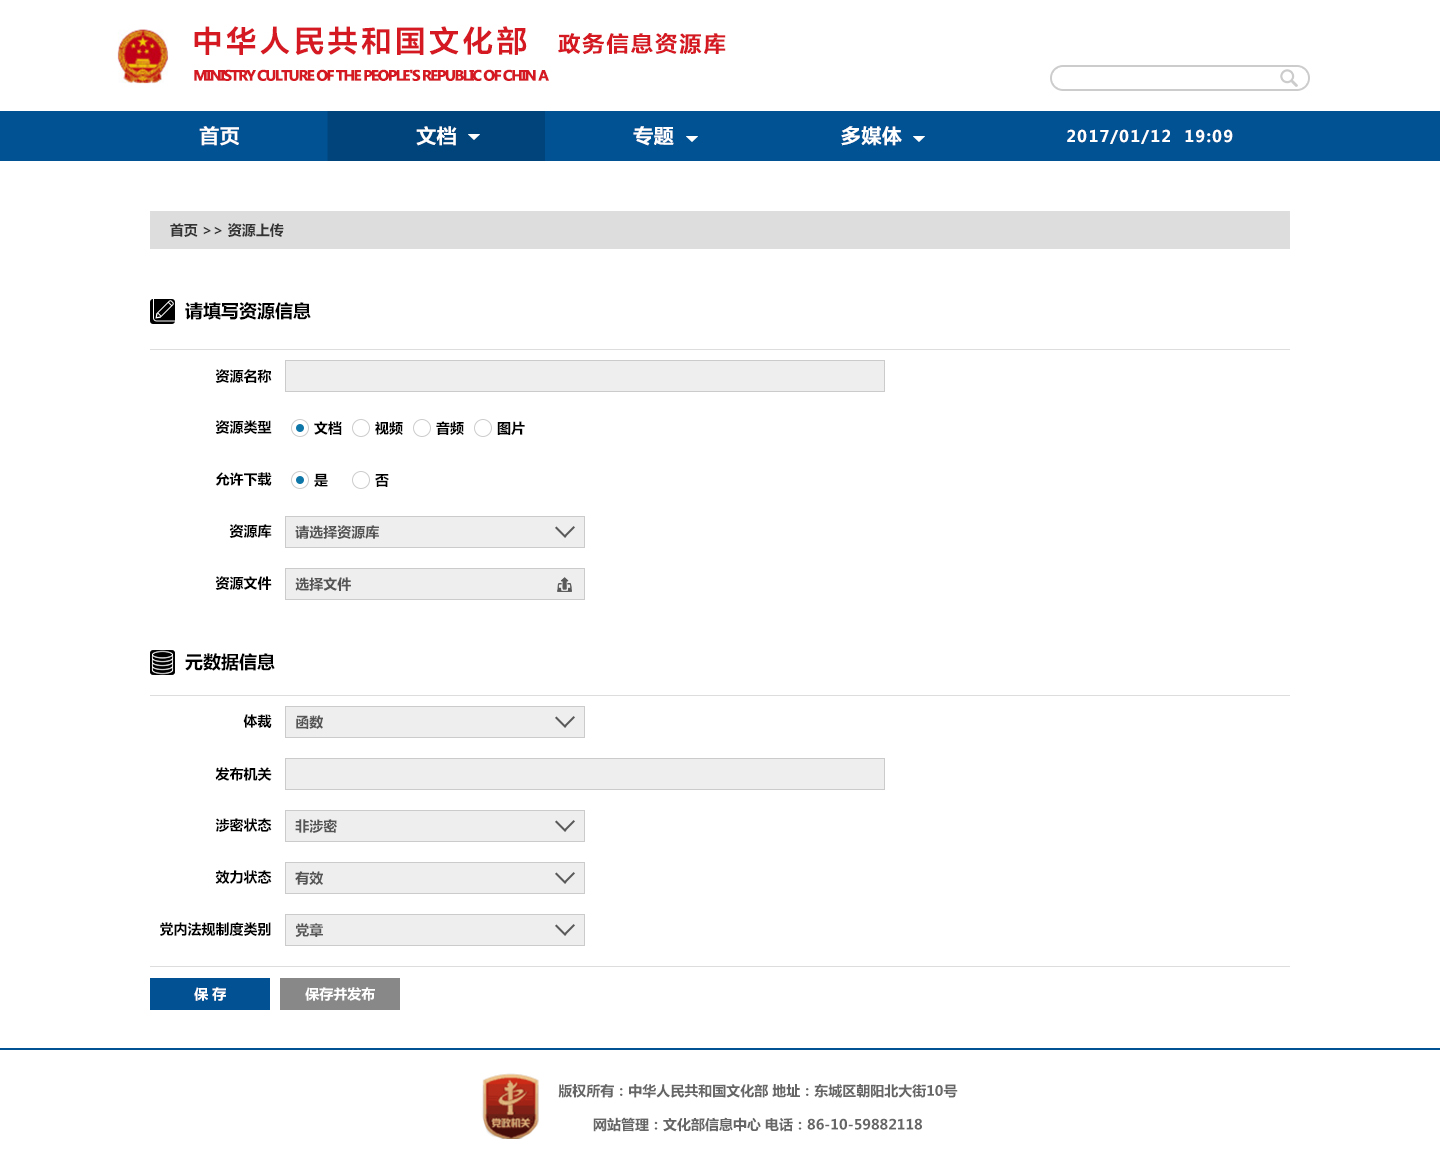 中华人民共和国文化部 政务信息资源库
MINISTRY CULTURE OF THE PEOPLE'S REPUBLIC OF CHIN A
首页 文档 专题 多媒体 2017/01/12 19:09
首页 >> 资源上传
请填写资源信息
资源名称
资源类型 文档 视频 音频 图片
允许下载 是 否
资源库 请选择资源库
资源文件 选择文件
元数据信息
体裁 函数
发布机关
涉密状态 非涉密
效力状态 有效
党内法规制度类别 党章
保 存 保存并发布
党政机关
版权所有：中华人民共和国文化部 地址：东城区朝阳北大街10号
网站管理：文化部信息中心 电话：86-10-59882118